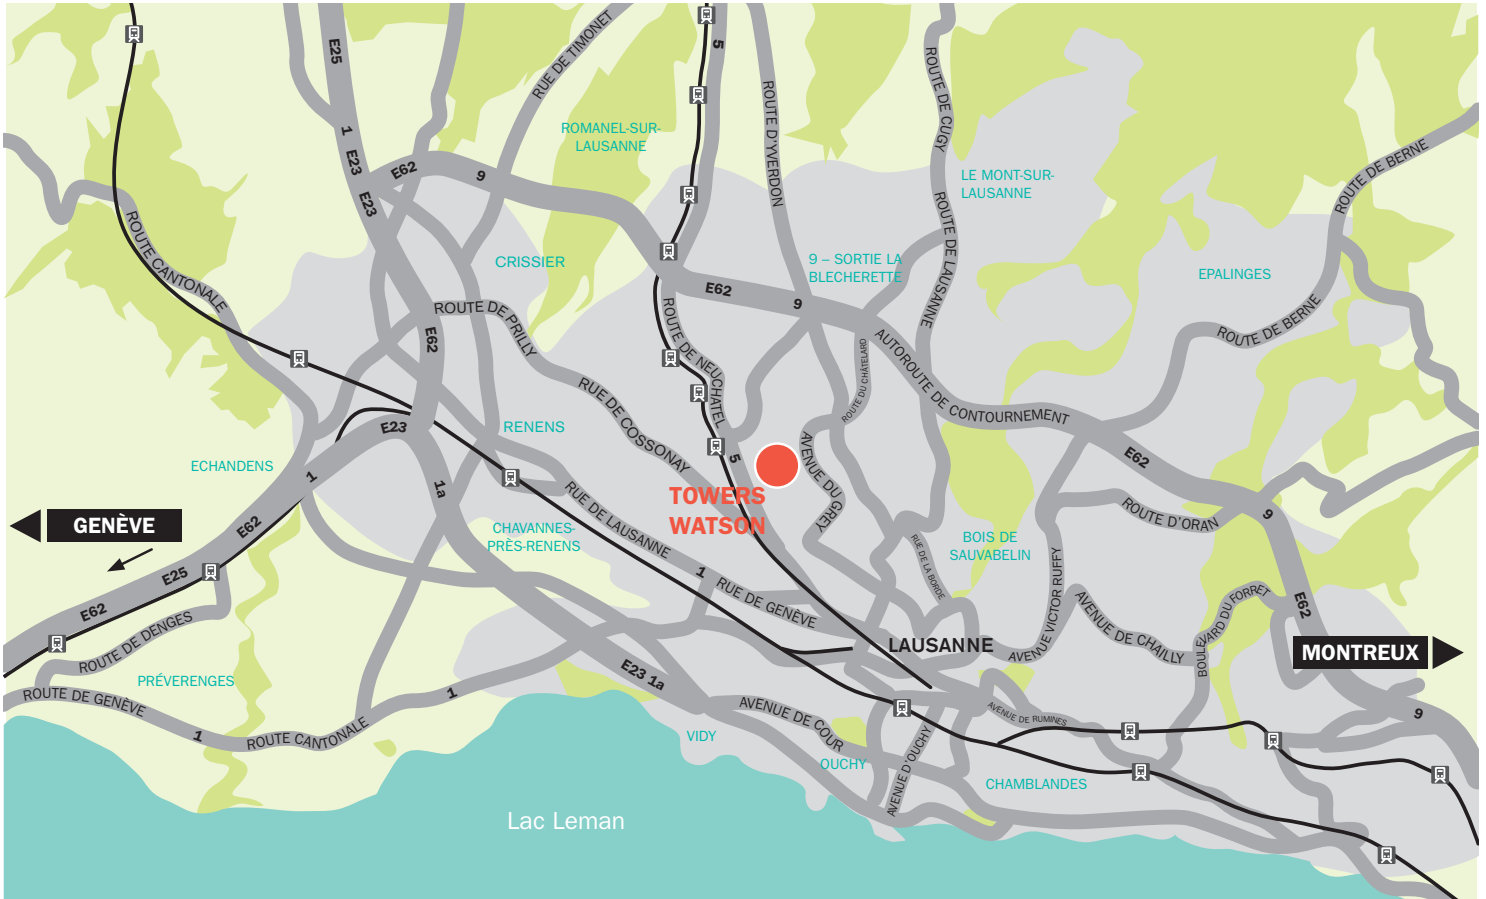 E25
RUE DE TIMONET
5
ROUTE D'YVERDON
ROUTE DE CUGY
1
E23
E62
9
ROMANEL-SUR-
LAUSANNE
LE MONT-SUR-
LAUSANNE
ROUTE DE BERNE
E23
ROUTE CANTONALE
CRISSIER
9 – SORTIE LA
BLECHERETTE
ROUTE DE LAUSANNE
EPALINGES
E62
9
ROUTE DE PRILLY
E62
ROUTE DE NEUCHATEL
ROUTE DU CHÂTELARD
AUTOROUTE DE CONTOURNEMENT
ROUTE DE BERNE
RUE DE COSSONAY
E23
RENENS
ECHANDENS
1
1a
5
AVENUE DU GREY
E62
TOWERS
WATSON
GENÈVE
E62
CHAVANNES-
PRÈS-RENENS
RUE DE LAUSANNE
RUE DE LA BORDE
BOIS DE
SAUVABELIN
ROUTE D'ORAN
9
E25
E62
1
RUE DE GENÈVE
AVENUE VICTOR RUFFY
AVENUE DE CHAILLY
BOULEVARD DU FORRET
E62
ROUTE DE DENGES
LAUSANNE
MONTREUX
PRÉVERENGES
ROUTE DE GENÈVE
1
ROUTE CANTONALE
1
E23 1a
VIDY
AVENUE DE COUR
OUCHY
AVENUE D'OUCHY
AVENUE DE RUMINES
CHAMBLANDES
9
Lac Leman